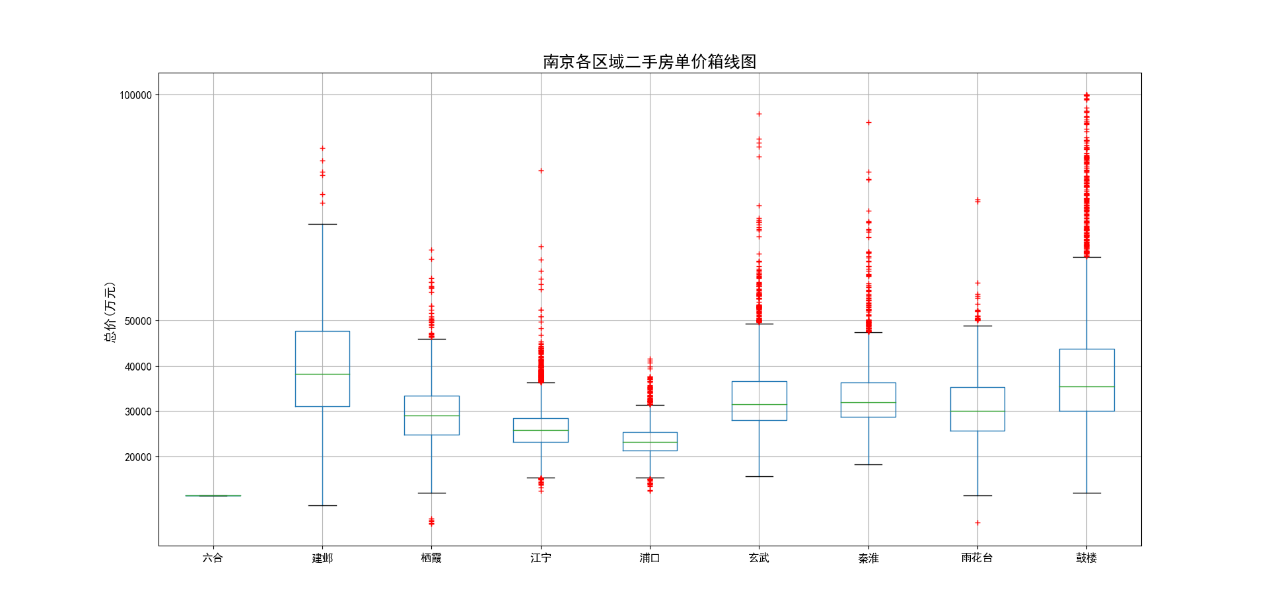 南京各区域二手房单价箱线图
总价(万元)
100000
50000
40000
30000
20000
六合
建邺
栖霞
江宁
浦口
玄武
秦淮
雨花台
鼓楼